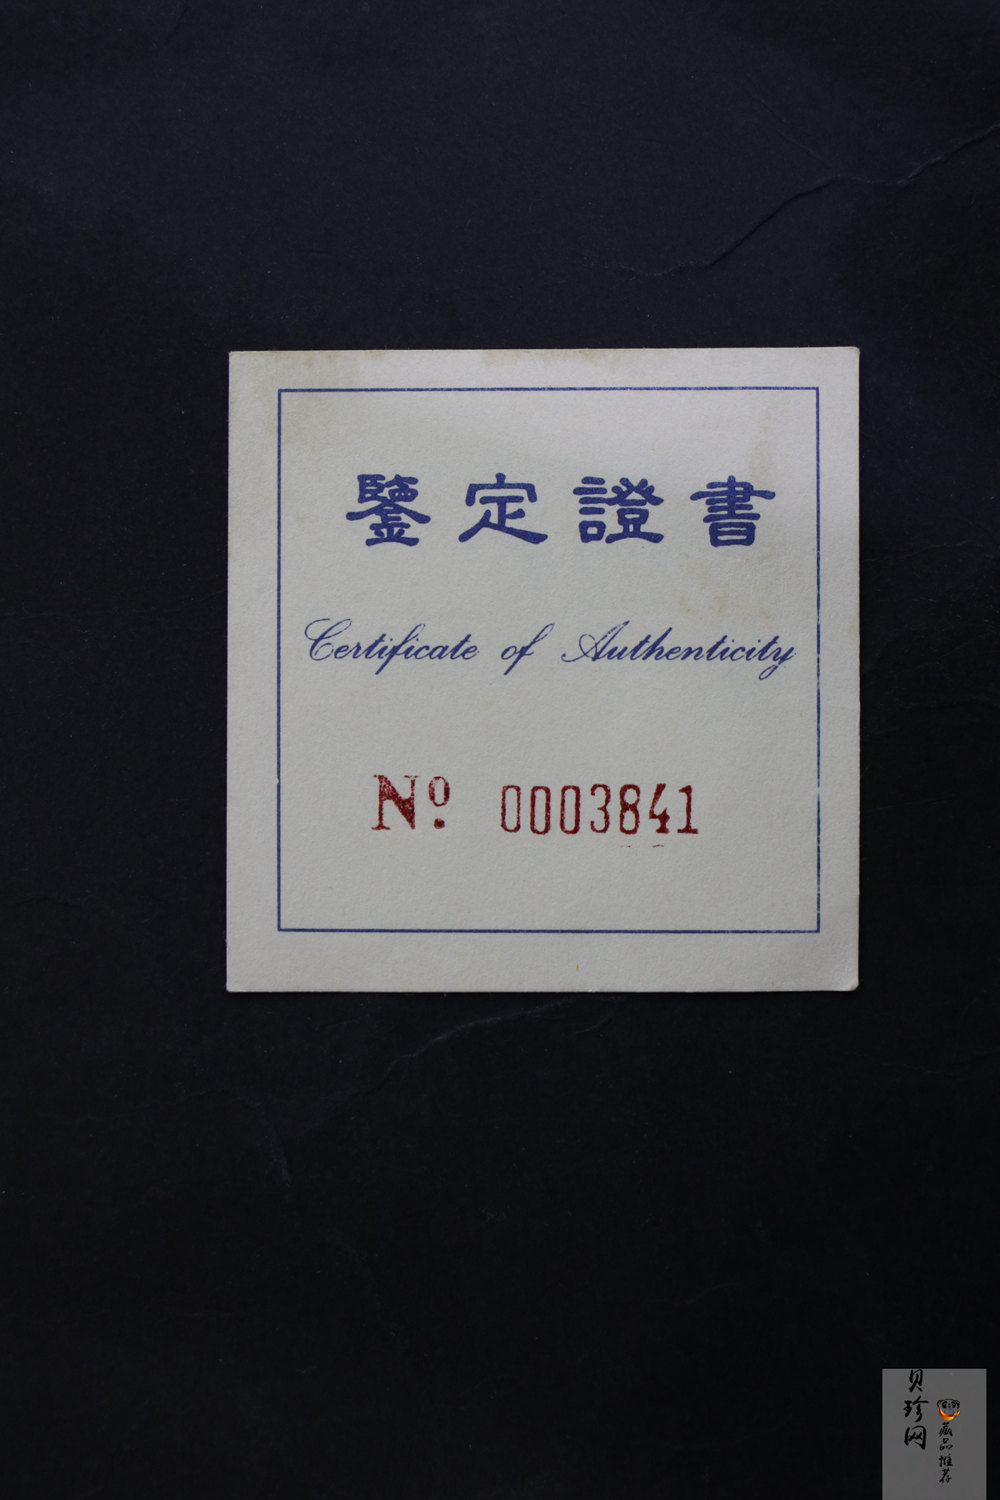 鑒定證書
Certificate of Authenticity
Nº 0003841
贝珍网
藏品推荐